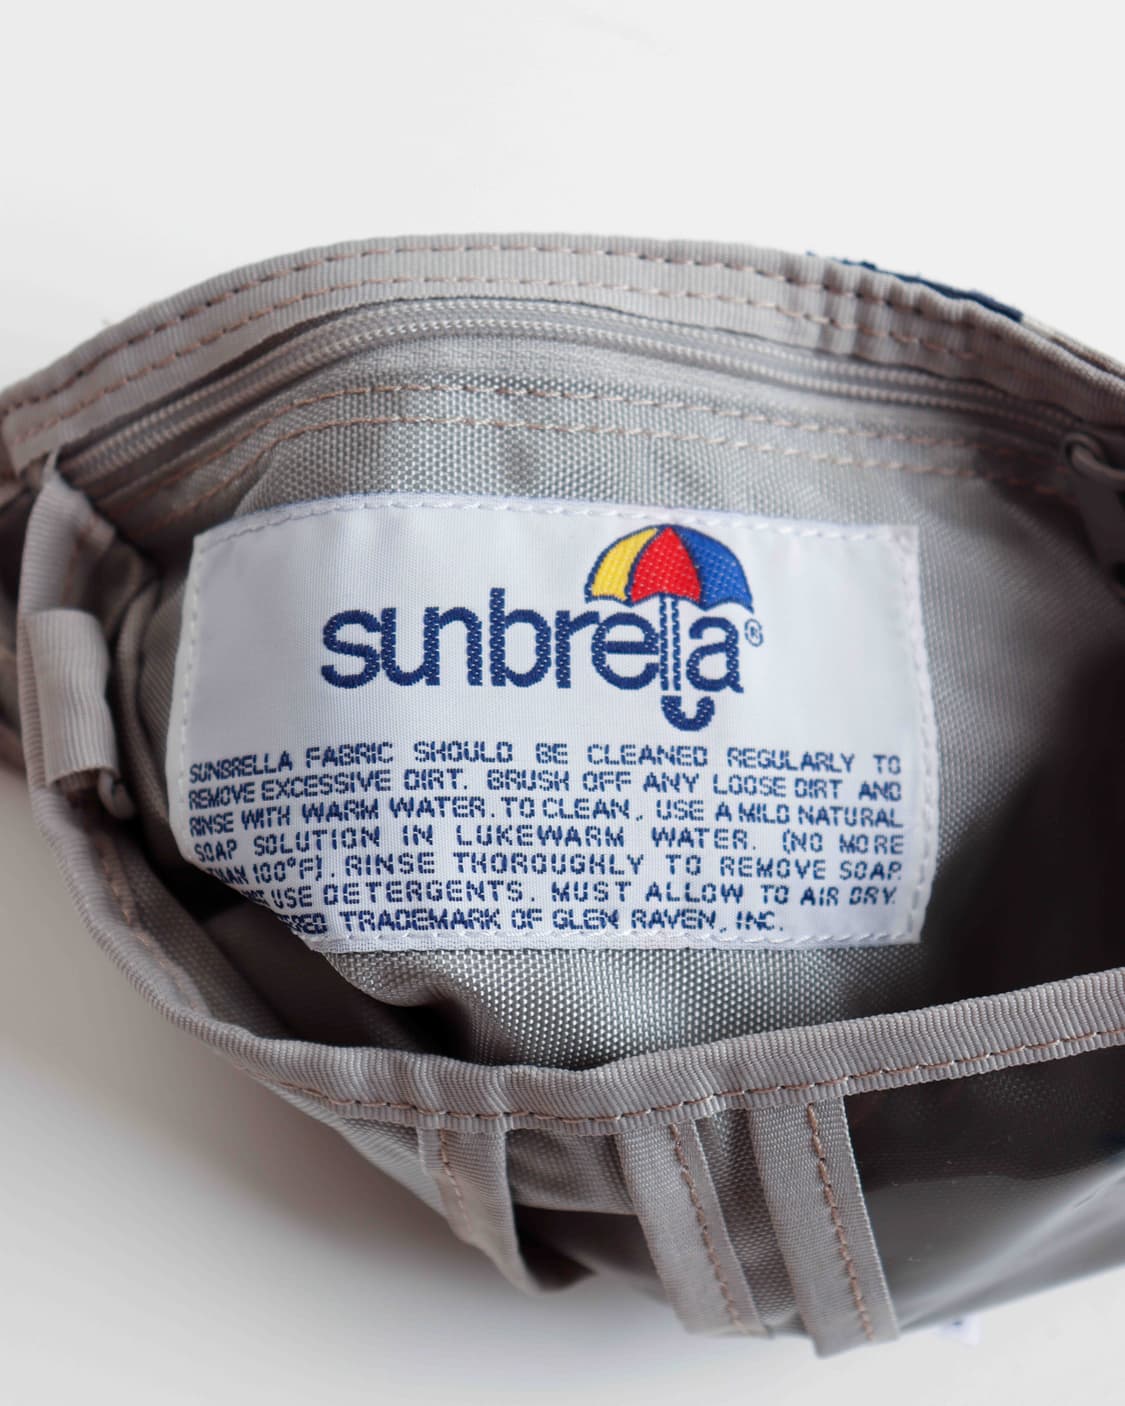 sunbrella®
SUNBRELLA FABRIC SHOULD BE CLEANED REGULARLY TO
REMOVE EXCESSIVE DIRT. BRUSH OFF ANY LOOSE DIRT AND
RINSE WITH WARM WATER. TO CLEAN, USE A MILD NATURAL
SOAP SOLUTION IN LUKEWARM WATER. (NO MORE
THAN 100°F). RINSE THOROUGHLY TO REMOVE SOAP.
USE DETERGENTS. MUST ALLOW TO AIR DRY.
TRADEMARK OF GLEN RAVEN, INC.